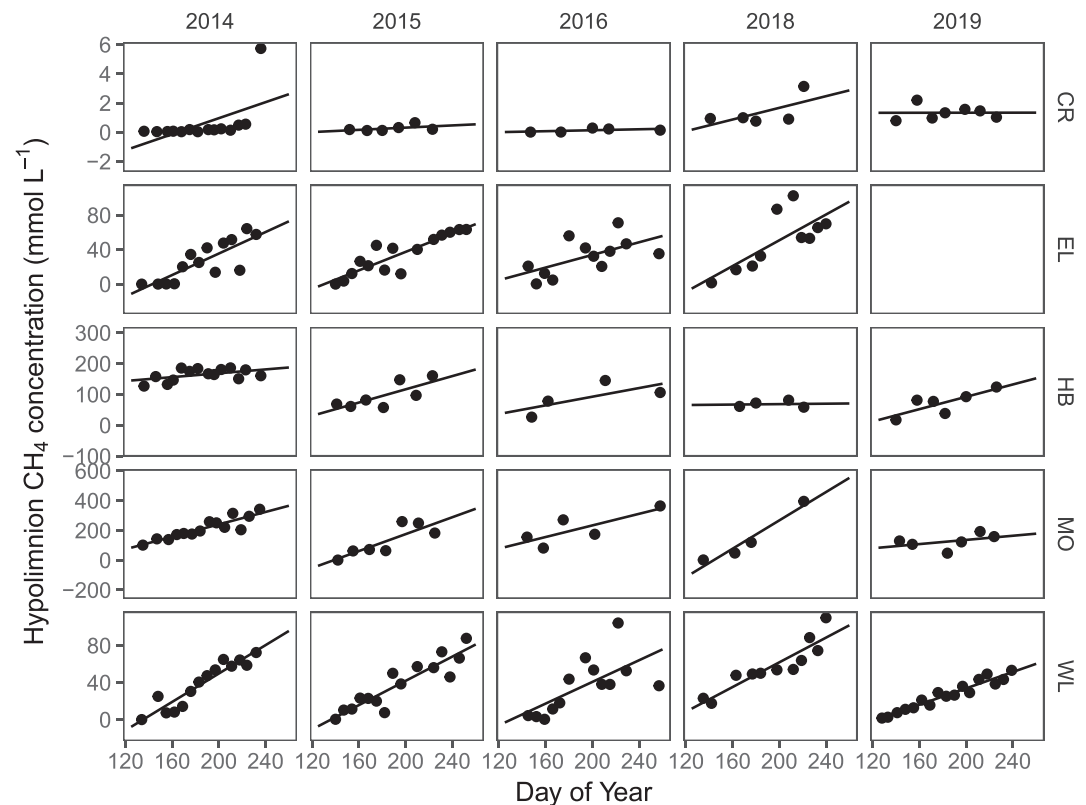 2014 2015 2016 2018 2019
6
4
2
0
−2
CR
80
40
0
EL
300
200
100
0
−100
HB
600
400
200
0
−200
MO
80
40
0
WL
120 160 200 240 120 160 200 240 120 160 200 240 120 160 200 240 120 160 200 240
Day of Year
Hypolimnion CH4 concentration (mmol L−1)